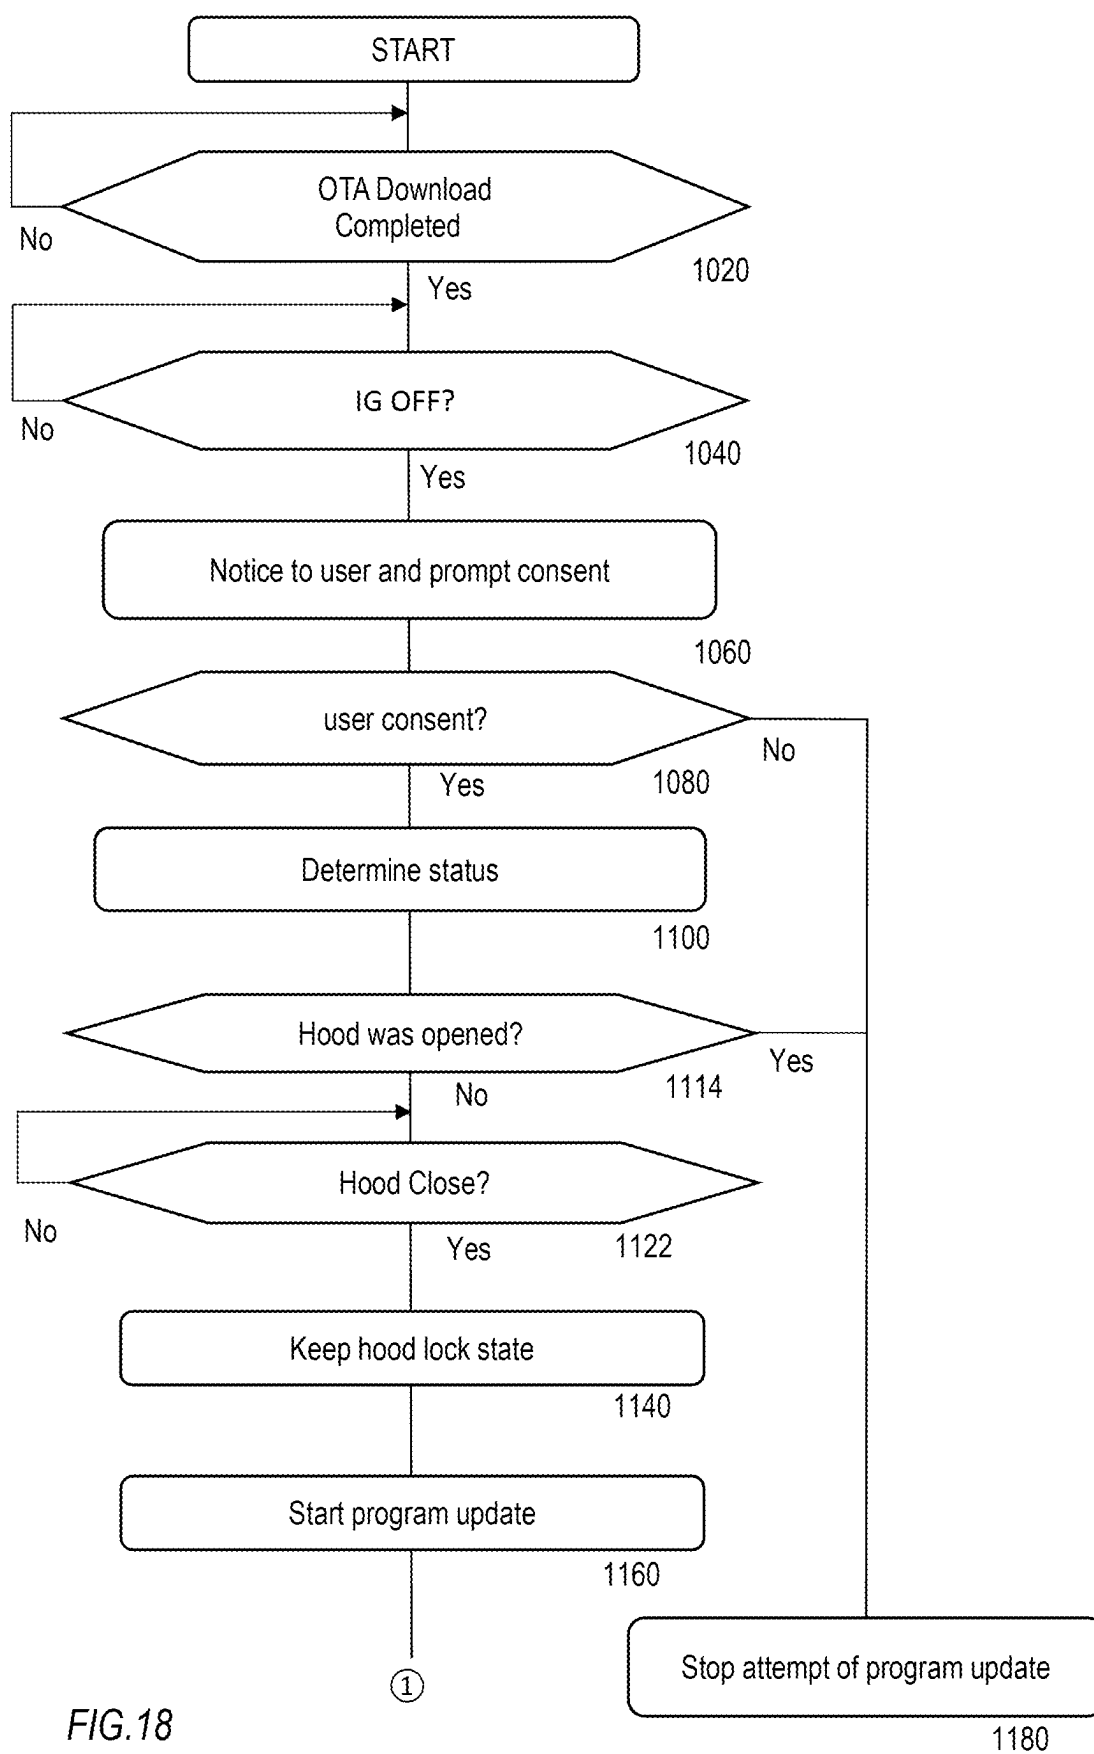 START
OTA Download
Completed
No
1020
Yes
IG OFF?
No
1040
Yes
Notice to user and prompt consent
1060
user consent?
No
1080
Yes
Determine status
1100
Hood was opened?
Yes
1114
No
Hood Close?
No
1122
Yes
Keep hood lock state
1140
Start program update
1160
Stop attempt of program update
1
FIG.18
1180